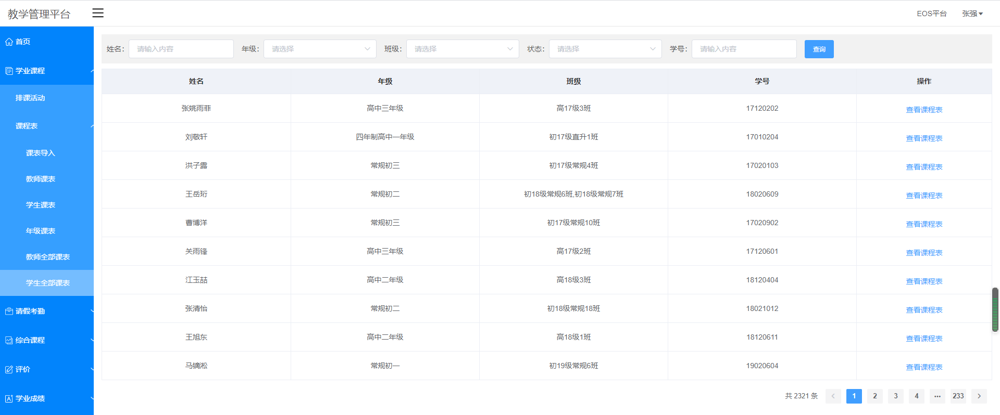 教学管理平台
EOS平台 张强
首页
学业课程
排课活动
课程表
课表导入
教师课表
学生课表
年级课表
教师全部课表
学生全部课表
请假考勤
综合课程
评价
学业成绩
姓名: 请输入内容 年级: 请选择 班级: 请选择 状态: 请选择 学号: 请输入内容 查询
姓名 年级 班级 学号 操作
张姚雨菲 高中三年级 高17级3班 17120202 查看课程表
刘敬轩 四年制高中一年级 初17级直升1班 17010204 查看课程表
洪子露 常规初三 初17级常规4班 17020103 查看课程表
王岳珩 常规初二 初18级常规6班,初18级常规7班 18020609 查看课程表
曹博洋 常规初三 初17级常规10班 17020902 查看课程表
关雨锋 高中三年级 高17级2班 17120601 查看课程表
江玉喆 高中二年级 高18级3班 18120404 查看课程表
张清怡 常规初二 初18级常规18班 18021012 查看课程表
王旭东 高中二年级 高18级1班 18120611 查看课程表
马镝淞 常规初一 初19级常规6班 19020604 查看课程表
共 2321 条 1 2 3 4 ··· 233